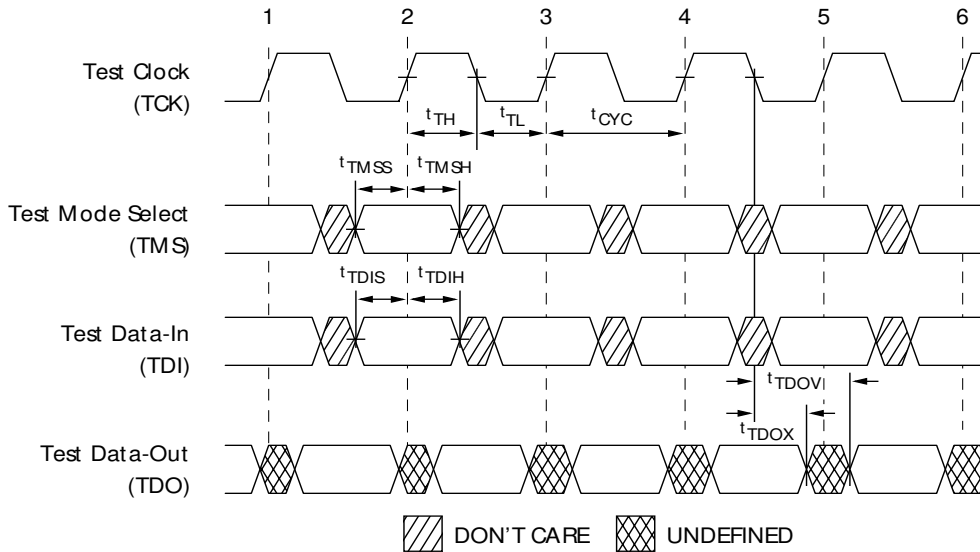 1 2 3 4 5 6
Test Clock
(TCK)
tTH tTL tCYC
tTMSS tTMSH
Test Mode Select
(TMS)
tTDIS tTDIH
Test Data-In
(TDI)
tTDOV
tTDOX
Test Data-Out
(TDO)
DON'T CARE UNDEFINED